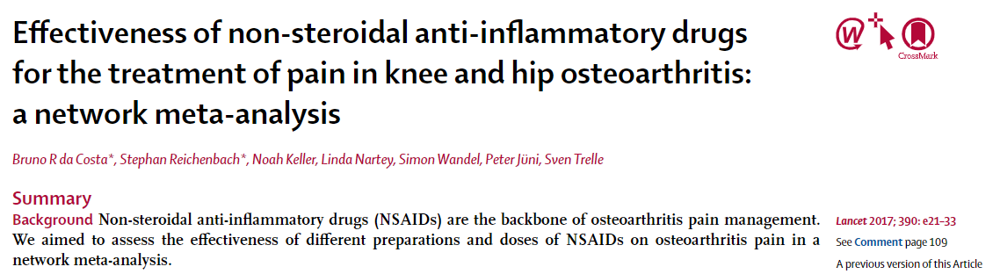 Effectiveness of non-steroidal anti-inflammatory drugs
for the treatment of pain in knee and hip osteoarthritis:
a network meta-analysis
W
CrossMark
Bruno R da Costa*, Stephan Reichenbach*, Noah Keller, Linda Nartey, Simon Wandel, Peter Jüni, Sven Trelle
Summary
Background Non-steroidal anti-inflammatory drugs (NSAIDs) are the backbone of osteoarthritis pain management.
We aimed to assess the effectiveness of different preparations and doses of NSAIDs on osteoarthritis pain in a
network meta-analysis.
Lancet 2017; 390: e21–33
See Comment page 109
A previous version of this Article